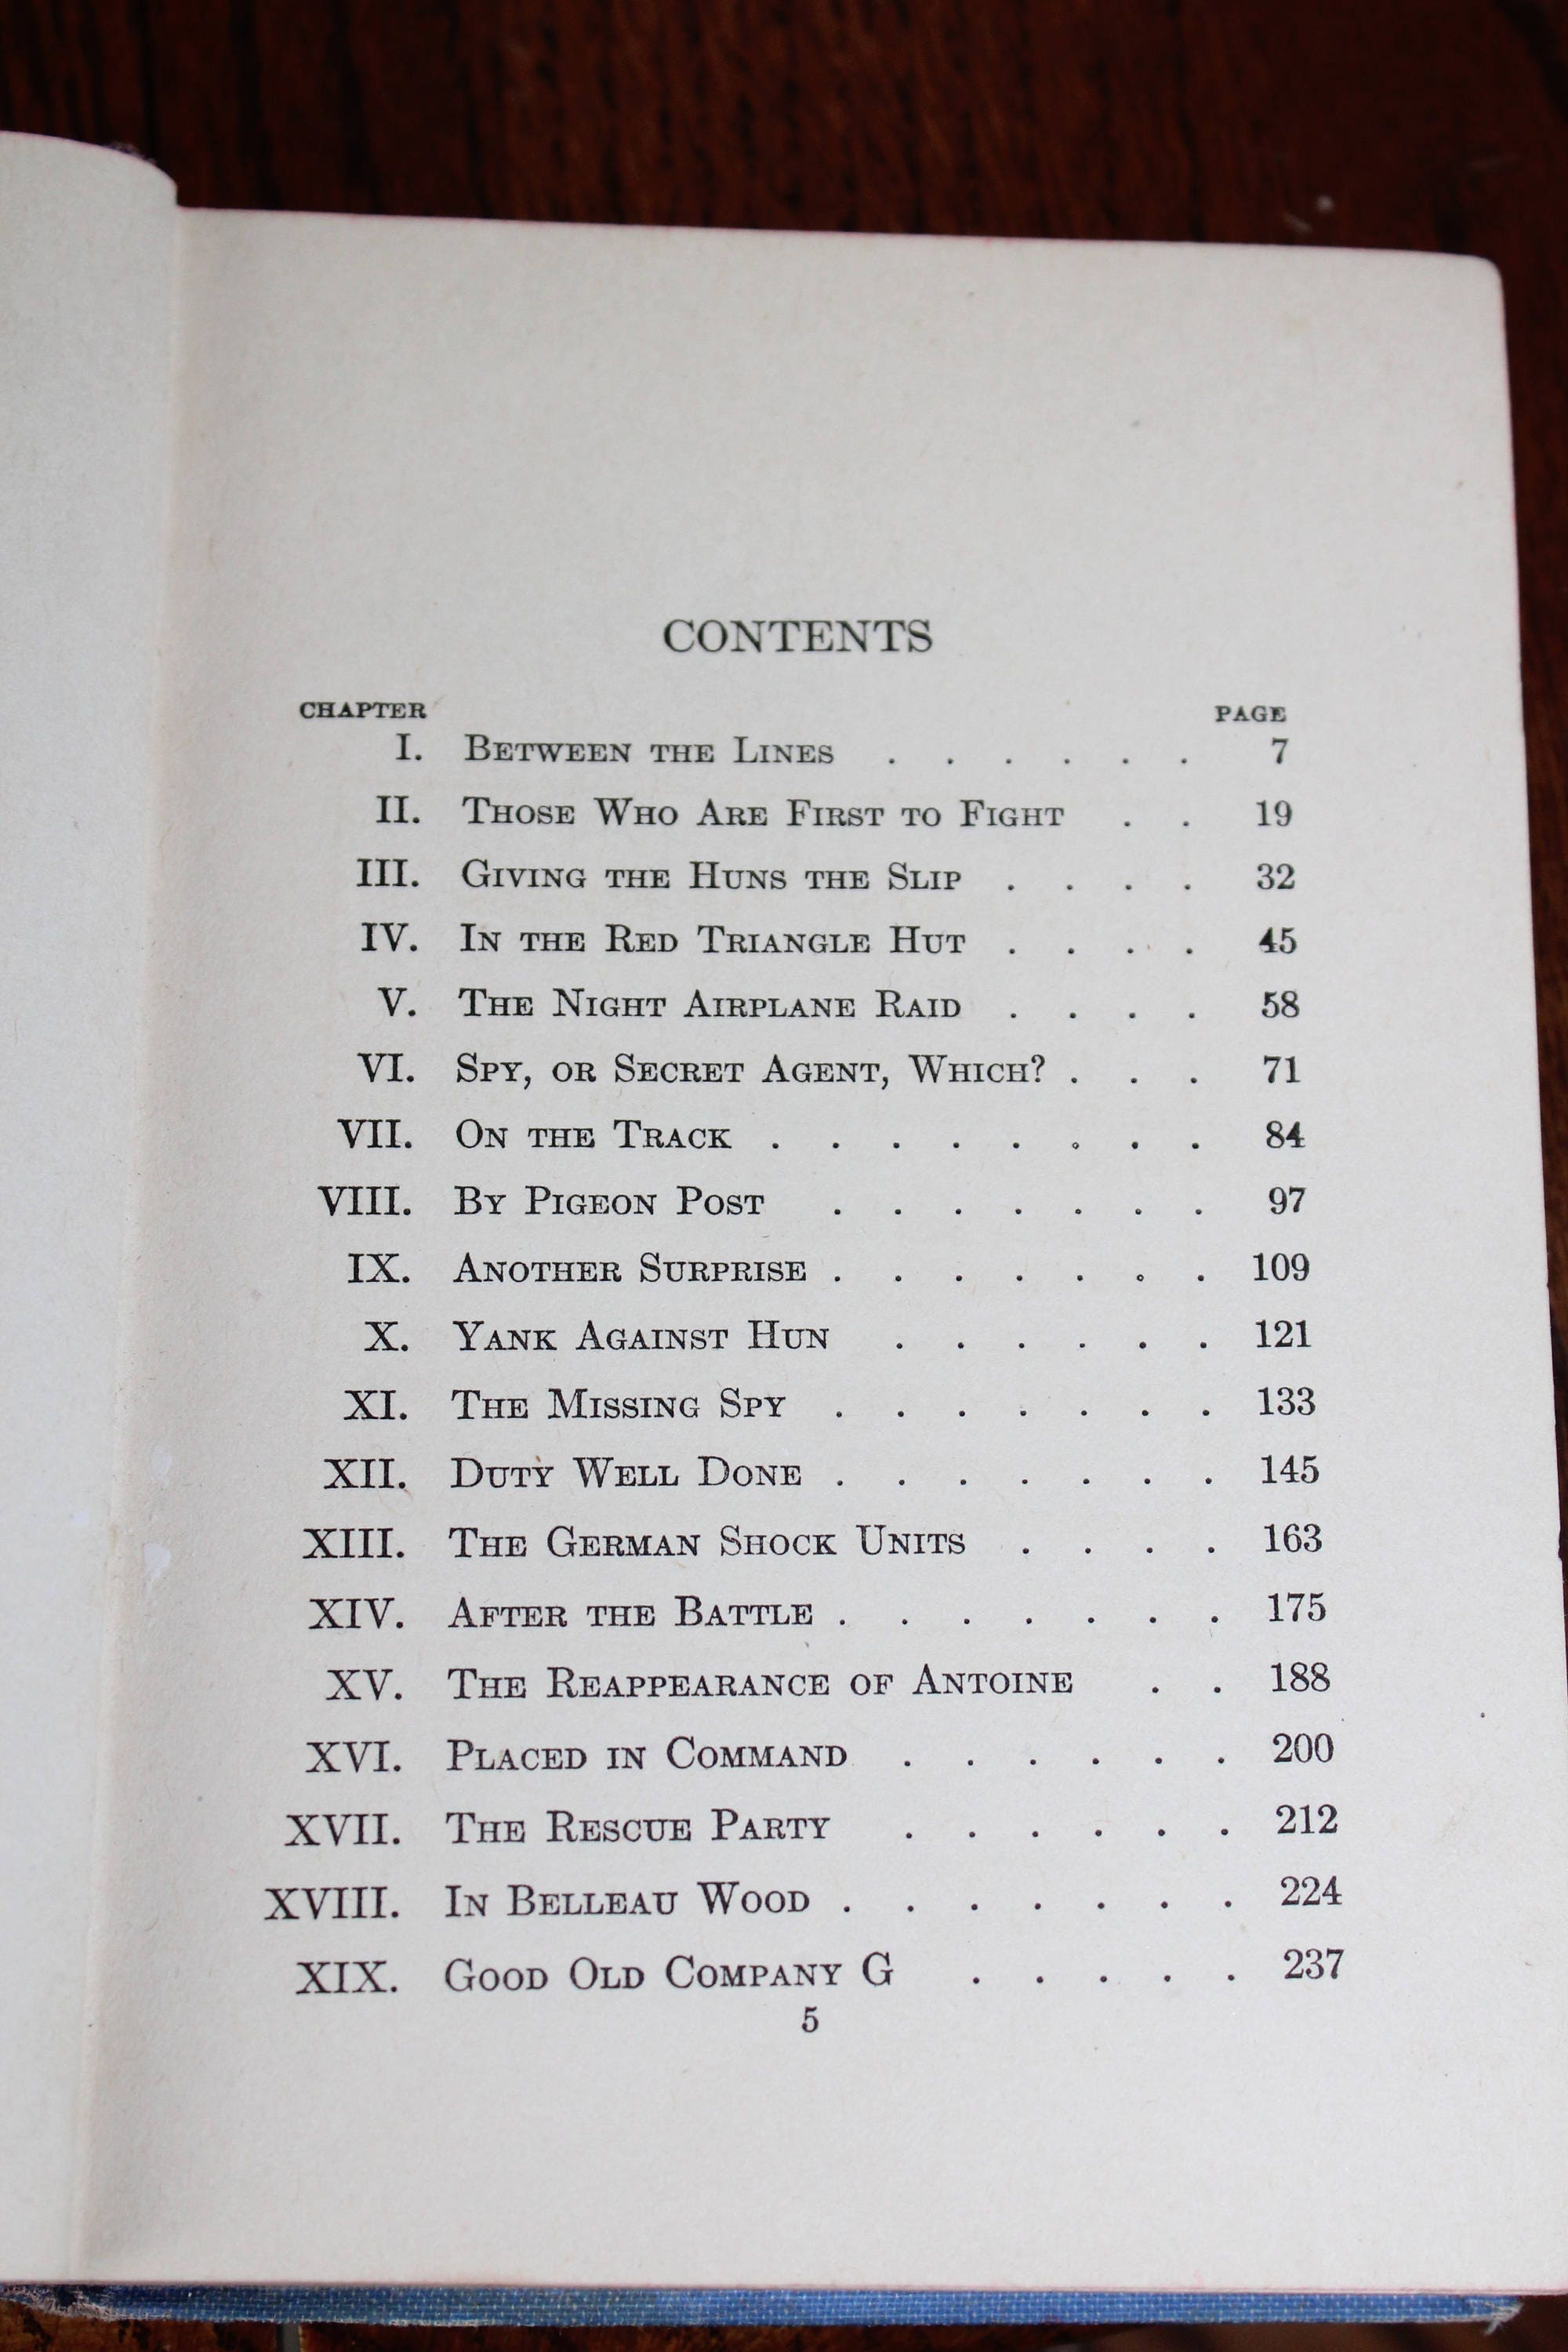 CONTENTS
CHAPTER PAGE
I. Between the Lines . . . . . . 7
II. Those Who Are First to Fight . . 19
III. Giving the Huns the Slip . . . . 32
IV. In the Red Triangle Hut . . . . 45
V. The Night Airplane Raid . . . . 58
VI. Spy, or Secret Agent, Which? . . . 71
VII. On the Track . . . . . . . . 84
VIII. By Pigeon Post . . . . . . . 97
IX. Another Surprise . . . . . . . 109
X. Yank Against Hun . . . . . . 121
XI. The Missing Spy . . . . . . . 133
XII. Duty Well Done . . . . . . . 145
XIII. The German Shock Units . . . . 163
XIV. After the Battle . . . . . . . 175
XV. The Reappearance of Antoine . . 188
XVI. Placed in Command . . . . . . 200
XVII. The Rescue Party . . . . . . 212
XVIII. In Belleau Wood . . . . . . . 224
XIX. Good Old Company G . . . . . 237
5